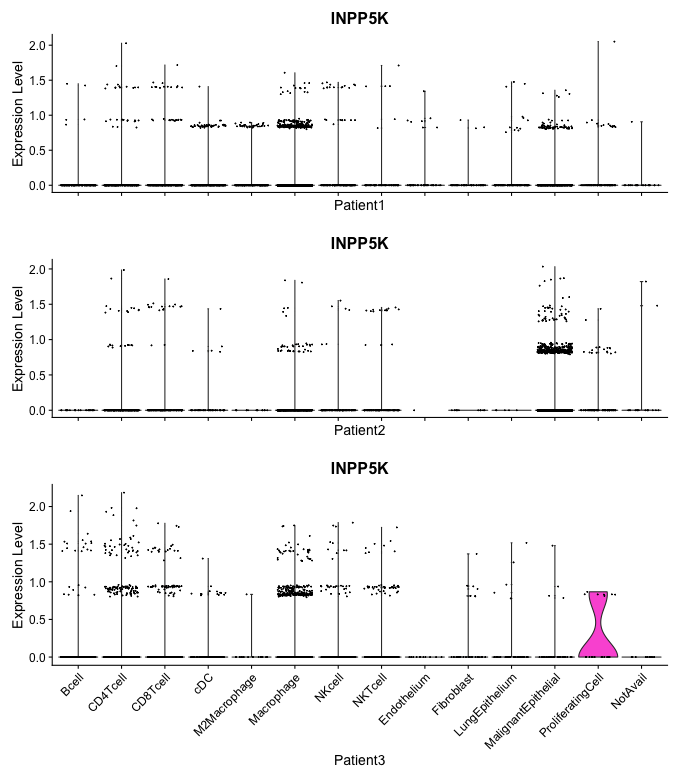 INPP5K
Expression Level
2.0
1.5
1.0
0.5
0.0
Patient1
INPP5K
Expression Level
2.0
1.5
1.0
0.5
0.0
Patient2
INPP5K
Expression Level
2.0
1.5
1.0
0.5
0.0
Bcell
CD4Tcell
CD8Tcell
cDC
M2Macrophage
Macrophage
NKcell
NKTcell
Endothelium
Fibroblast
LungEpithelium
MalignantEpithelial
ProliferatingCell
NotAvail
Patient3